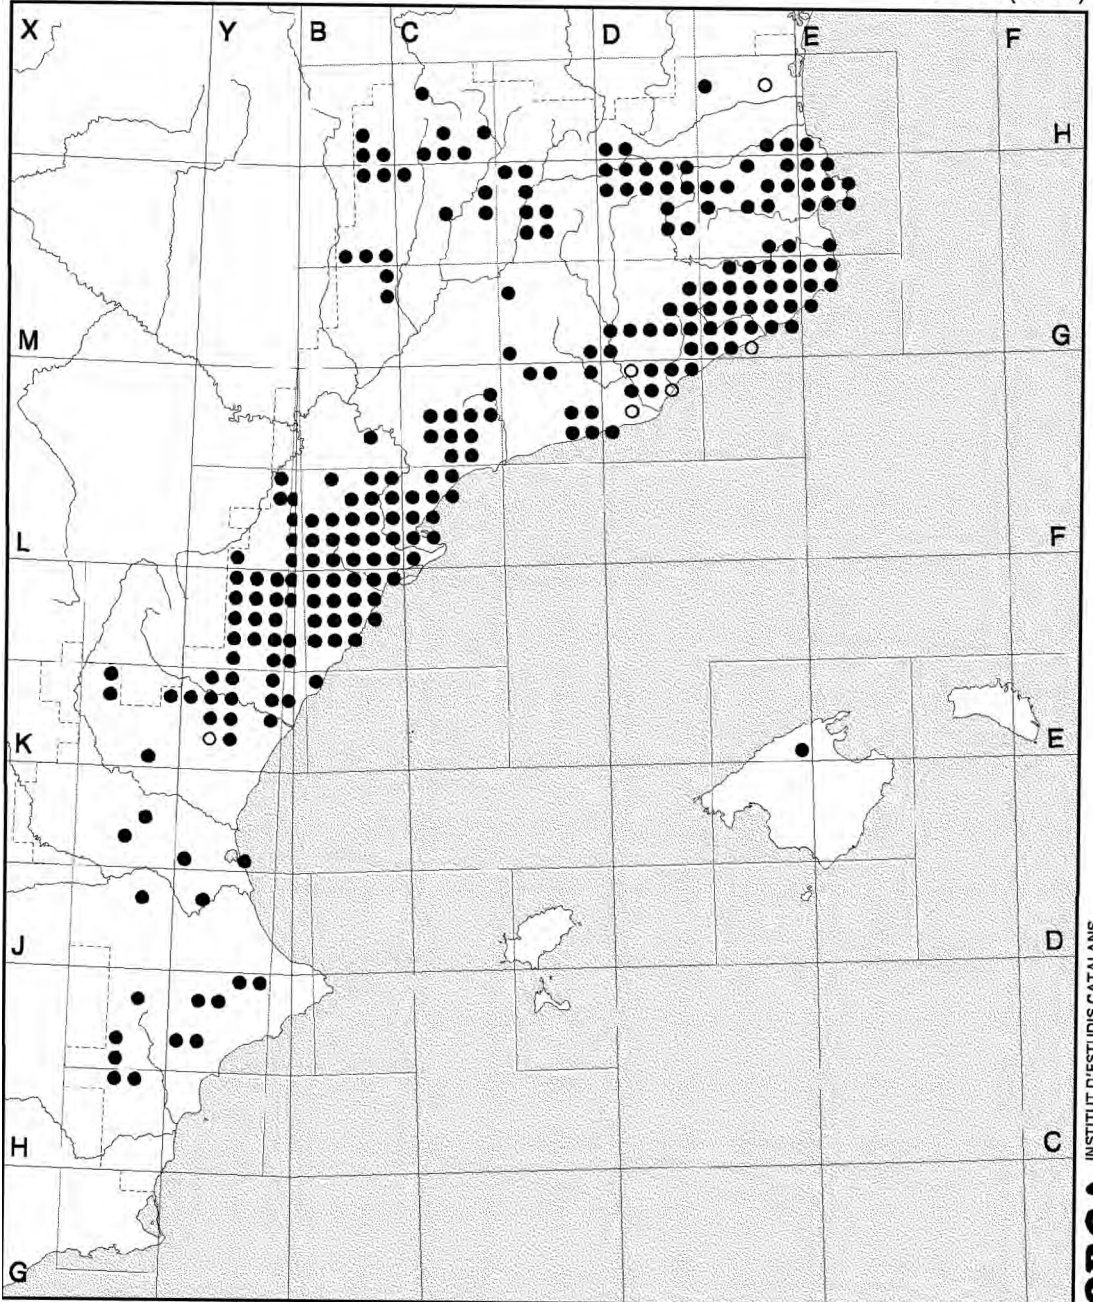 X Y B C D E F
H
M G
L F
K E
J D
H C
G
INSTITUT D'ESTUDIS CATALANS